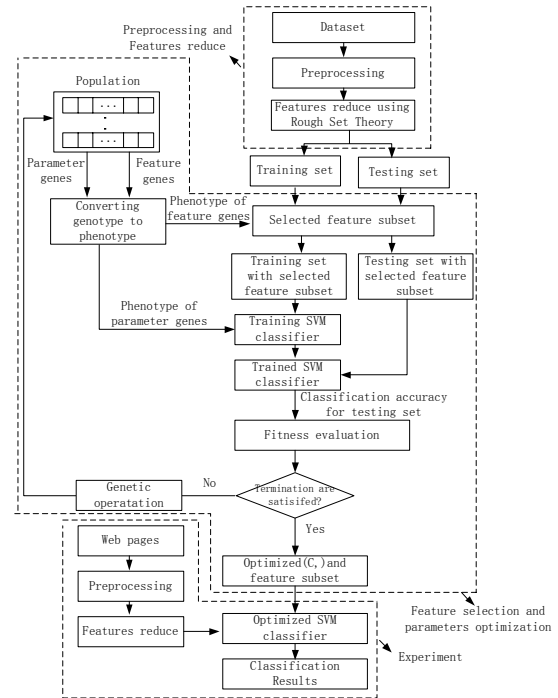 Preprocessing and
Features reduce
Dataset
Preprocessing
Features reduce using
Rough Set Theory
Population
...
.
.
...
Parameter
genes
Feature
genes
Training set
Testing set
Converting
genotype to
phenotype
Phenotype of
feature genes
Selected feature subset
Training set
with selected
feature subset
Testing set with
selected feature
subset
Phenotype of
parameter genes
Training SVM
classifier
Trained SVM
classifier
Classification accuracy
for testing set
Fitness evaluation
Genetic
operatation
No
Termination are
satisifed?
Yes
Web pages
Preprocessing
Features reduce
Optimized(C,)and
feature subset
Optimized SVM
classifier
Classification
Results
Feature selection and
parameters optimization
Experiment